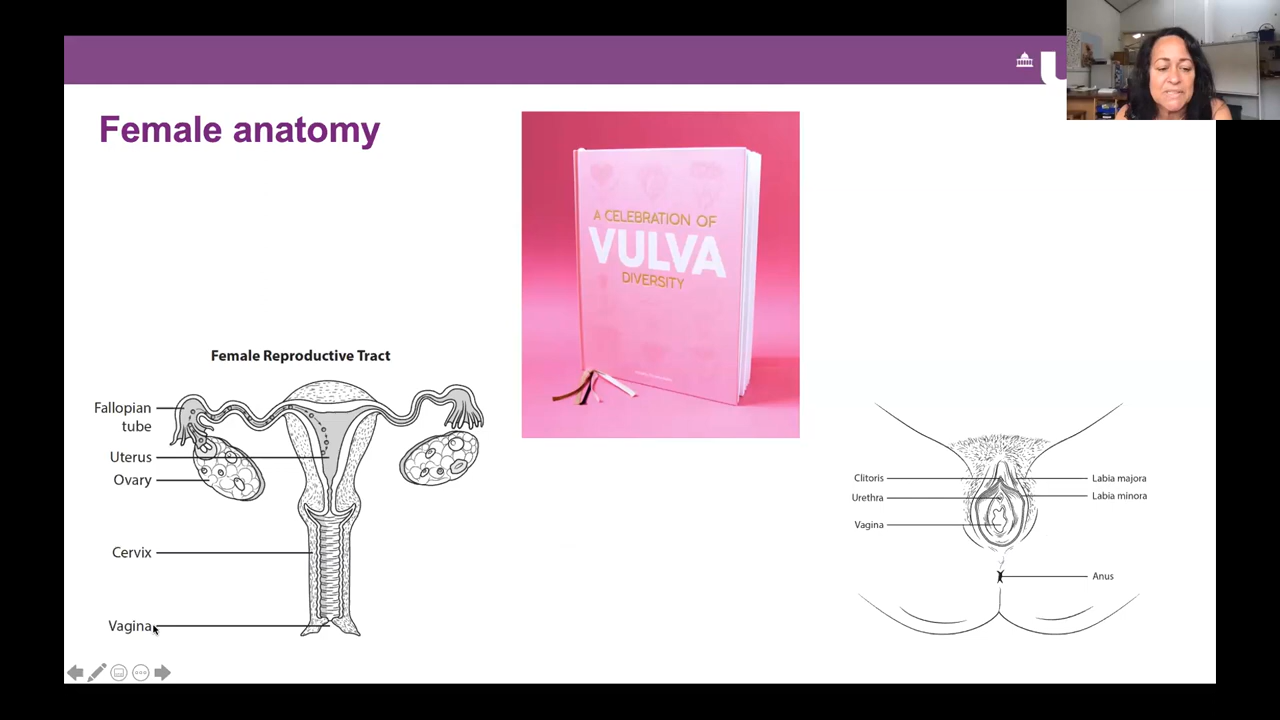 Female anatomy
A CELEBRATION OF
VULVA
DIVERSITY
Female Reproductive Tract
Fallopian
tube
Uterus
Ovary
Cervix
Vagina
Clitoris
Urethra
Vagina
Labia majora
Labia minora
Anus